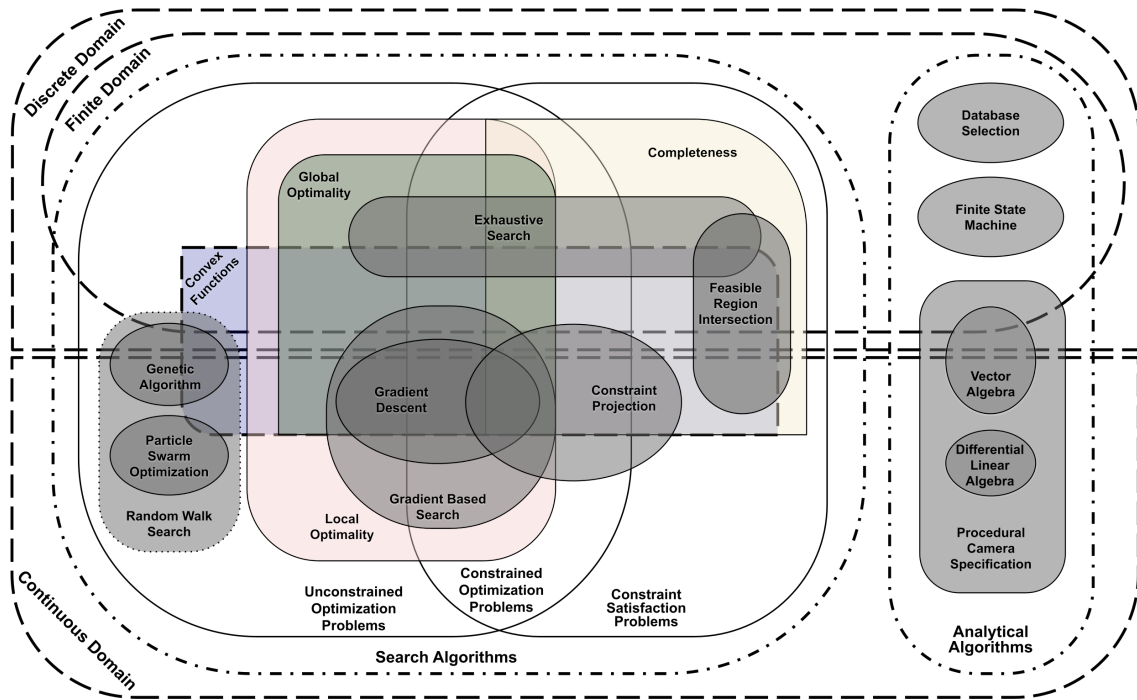 Discrete Domain
Finite Domain
Database
Selection
Completeness
Global
Optimality
Exhaustive
Search
Finite State
Machine
Convex
Functions
Feasible
Region
Intersection
Genetic
Algorithm
Gradient
Descent
Constraint
Projection
Vector
Algebra
Particle
Swarm
Optimization
Differential
Linear
Algebra
Gradient Based
Search
Random Walk
Search
Local
Optimality
Procedural
Camera
Specification
Unconstrained
Optimization
Problems
Constrained
Optimization
Problems
Constraint
Satisfaction
Problems
Continuous Domain
Search Algorithms
Analytical
Algorithms